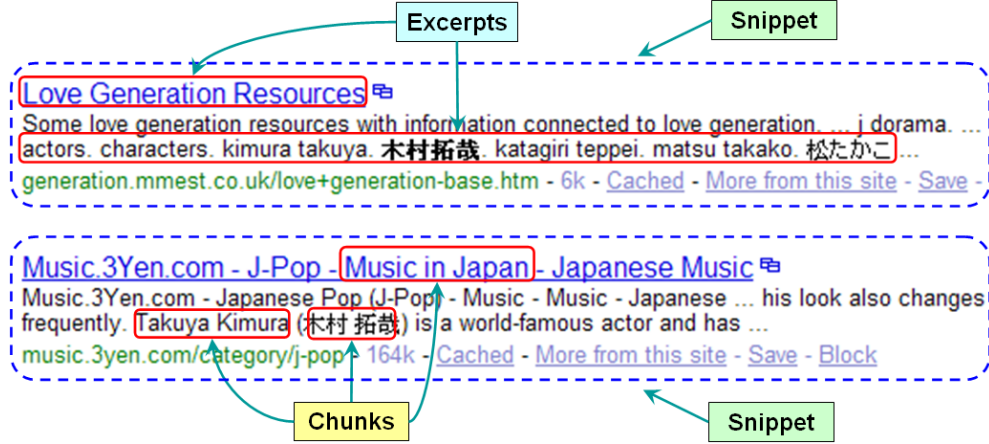 Excerpts
Snippet
Love Generation Resources
Some love generation resources with information connected to love generation. ... j dorama. ...
actors. characters. kimura takuya. 木村拓哉. katagiri teppei. matsu takako. 松たかこ ...
generation.mmest.co.uk/love+generation-base.htm - 6k - Cached - More from this site - Save -
Music.3Yen.com - J-Pop - Music in Japan - Japanese Music
Music.3Yen.com - Japanese Pop (J-Pop) - Music - Music - Japanese ... his look also changes
frequently. Takuya Kimura (木村 拓哉) is a world-famous actor and has ...
music.3yen.com/category/j-pop - 164k - Cached - More from this site - Save - Block
Chunks
Snippet